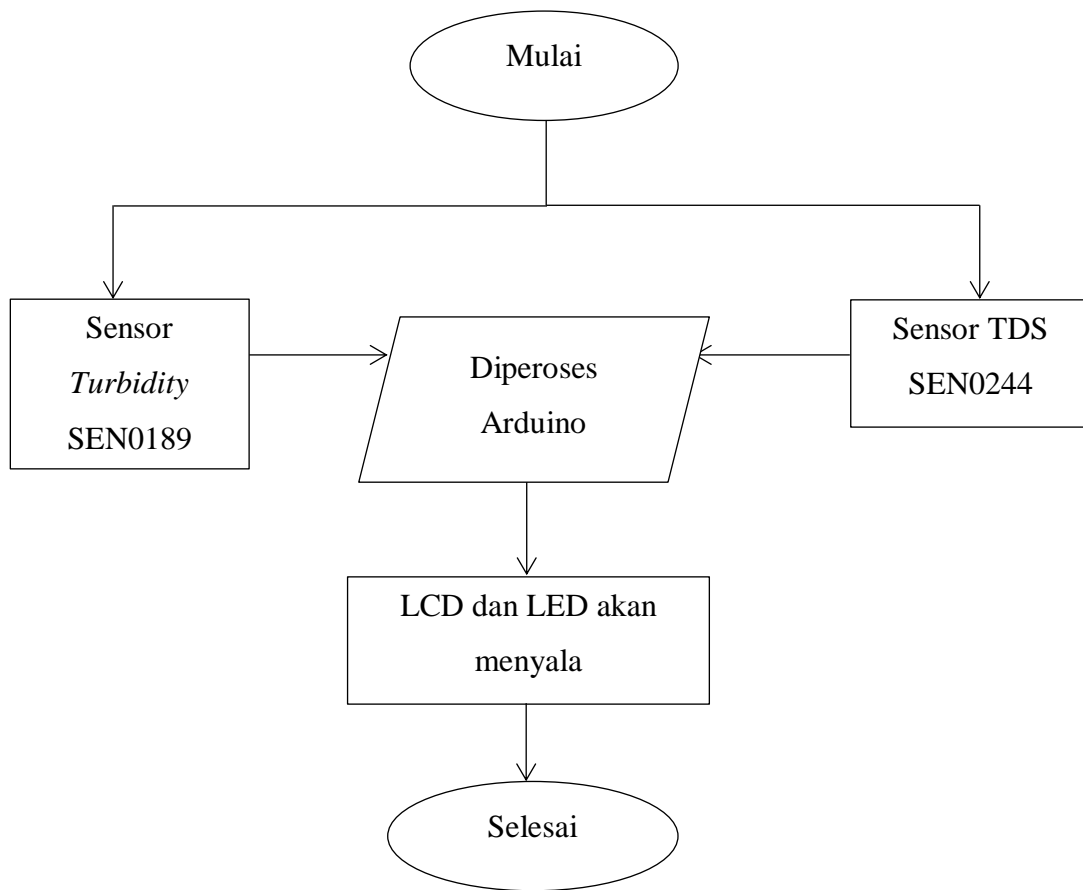 Mulai
Sensor
Turbidity
SEN0189
Diperoses
Arduino
Sensor TDS
SEN0244
LCD dan LED akan
menyala
Selesai